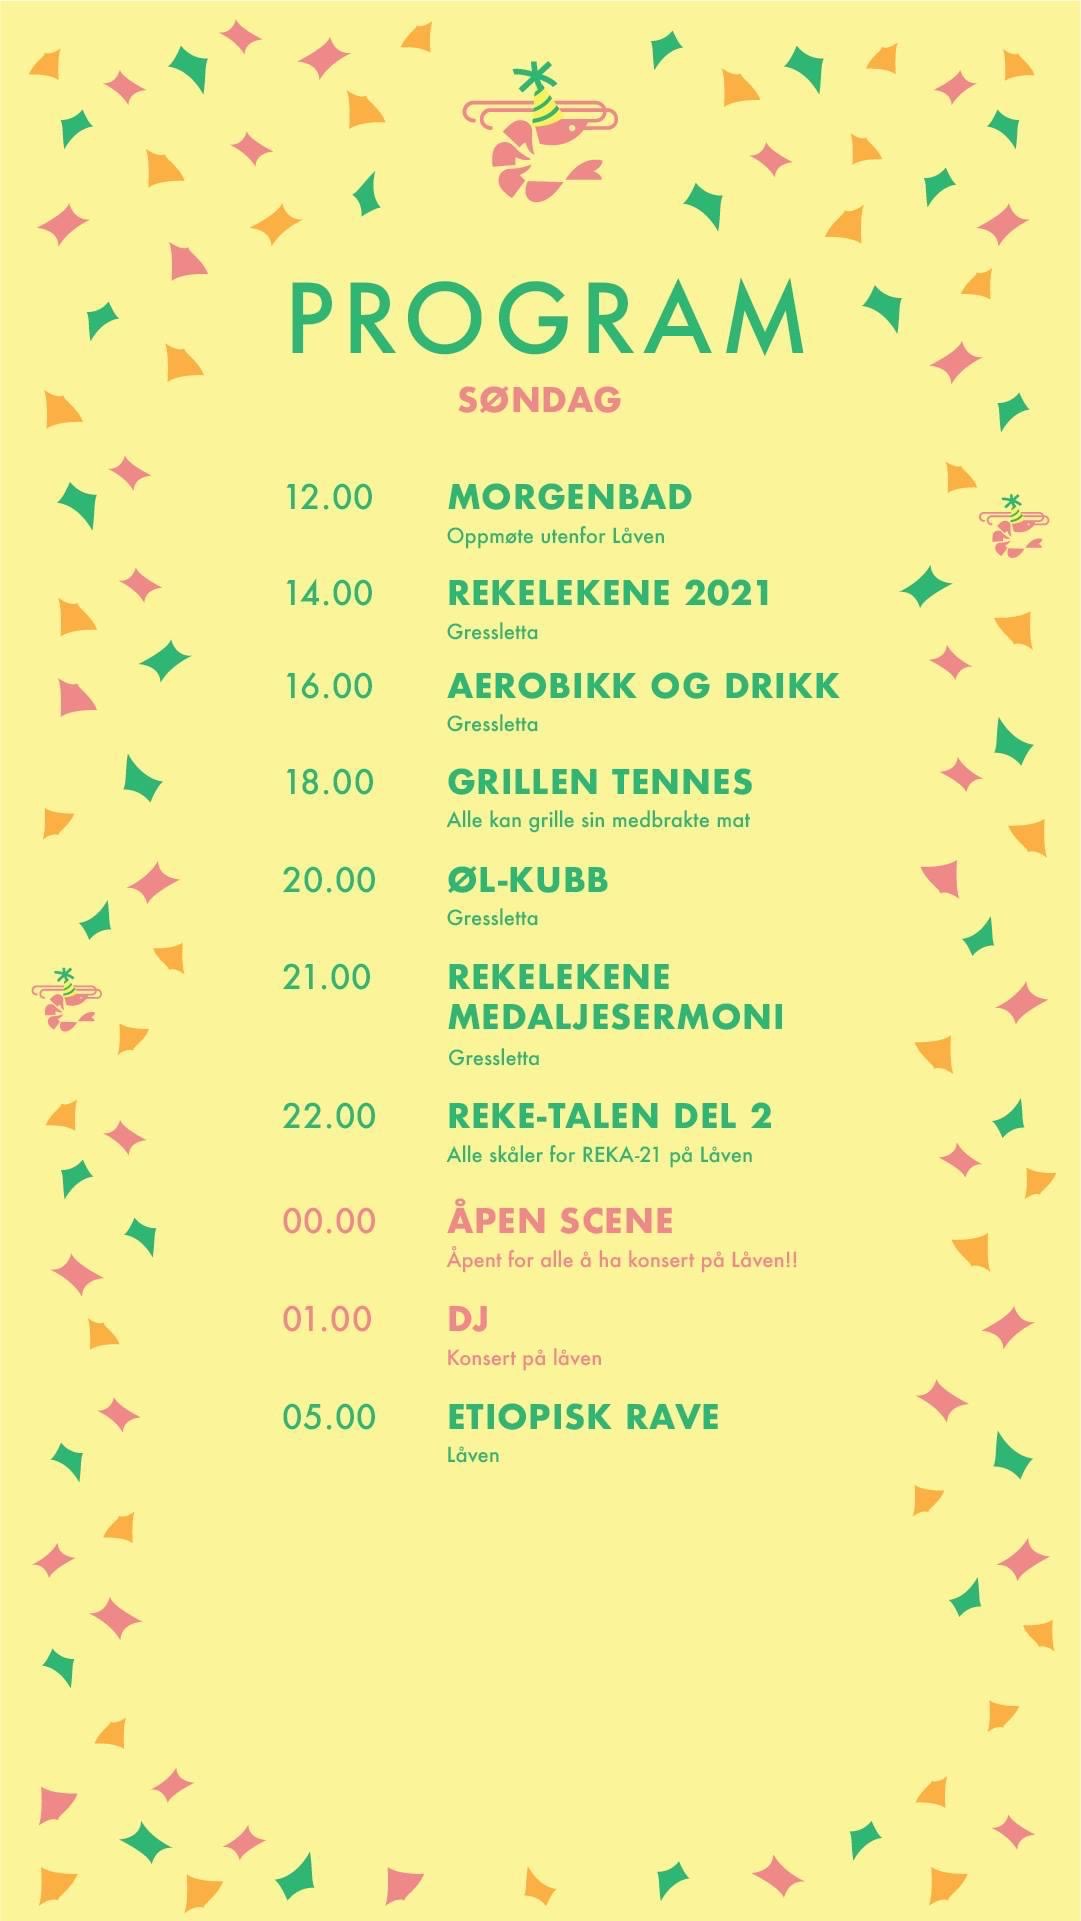 PROGRAM
SØNDAG
12.00 MORGENBAD
Oppmøte utenfor Låven
14.00 REKELEKENE 2021
Gressletta
16.00 AEROBIKK OG DRIKK
Gressletta
18.00 GRILLEN TENNES
Alle kan grille sin medbrakte mat
20.00 ØL-KUBB
Gressletta
21.00 REKELEKENE
MEDALJESERMONI
Gressletta
22.00 REKE-TALEN DEL 2
Alle skåler for REKA-21 på Låven
00.00 ÅPEN SCENE
Åpent for alle å ha konsert på Låven!!
01.00 DJ
Konsert på låven
05.00 ETIOPISK RAVE
Låven